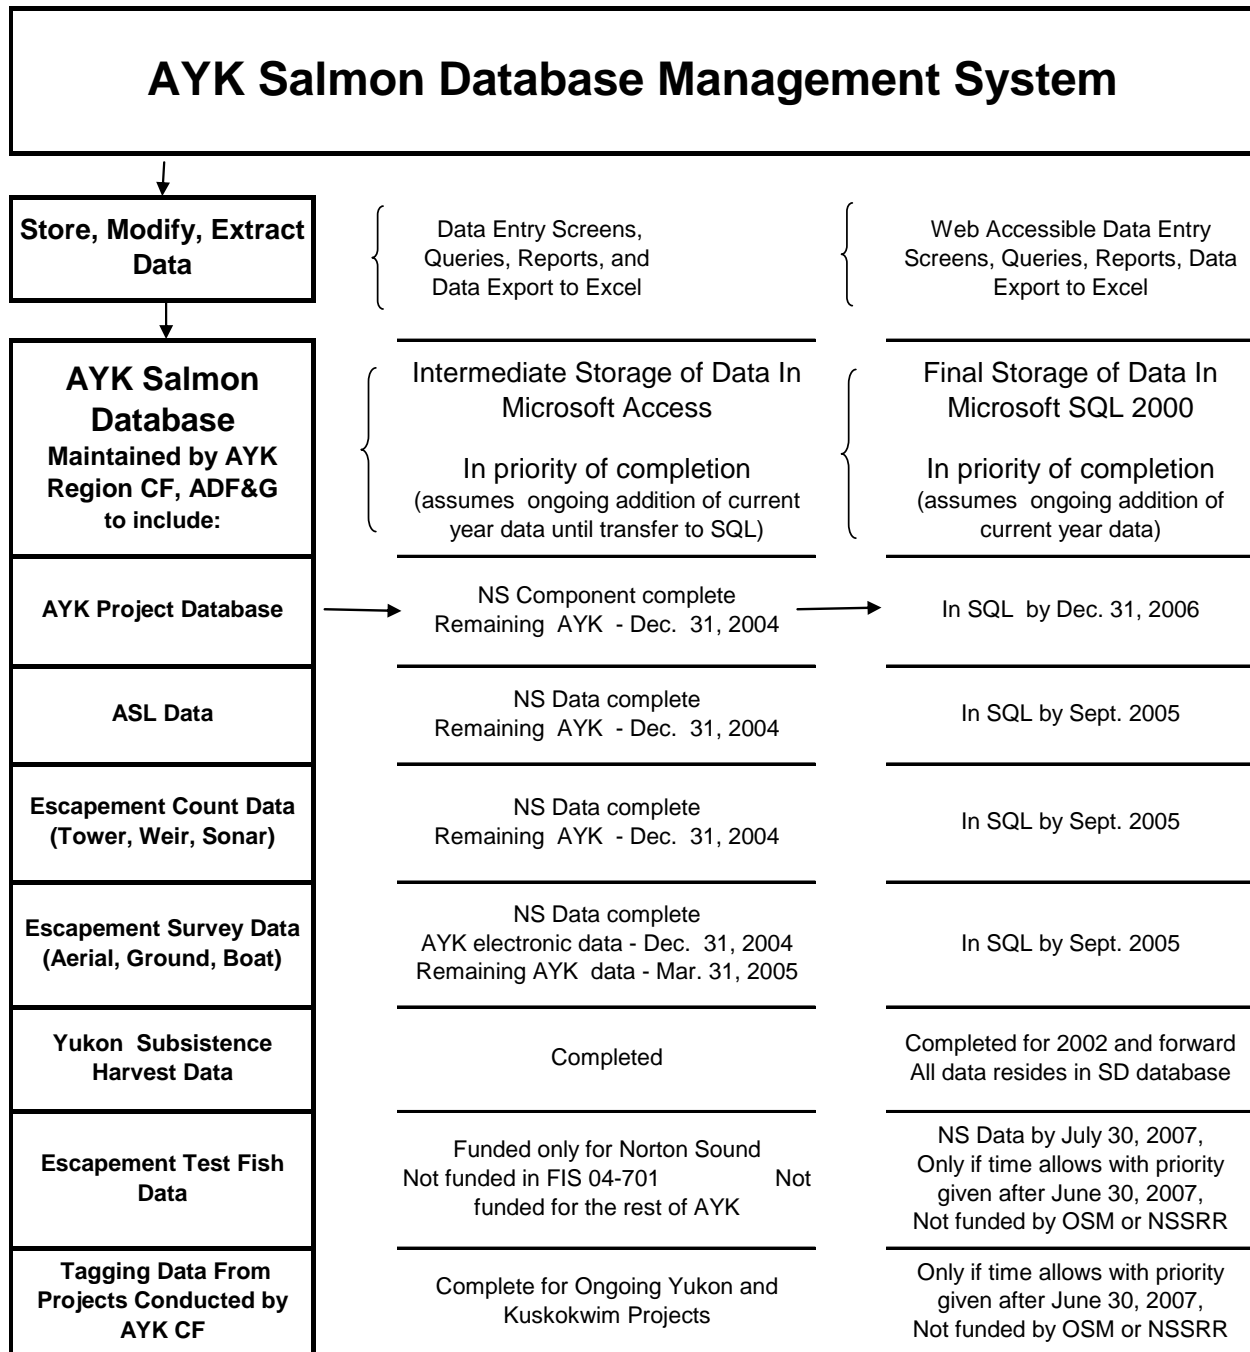 AYK Salmon Database Management System
Store, Modify, Extract
Data
Data Entry Screens,
Queries, Reports, and
Data Export to Excel
Web Accessible Data Entry
Screens, Queries, Reports, Data
Export to Excel
AYK Salmon
Database
Maintained by AYK
Region CF, ADF&G
to include:
Intermediate Storage of Data In
Microsoft Access
In priority of completion
(assumes ongoing addition of current
year data until transfer to SQL)
Final Storage of Data In
Microsoft SQL 2000
In priority of completion
(assumes ongoing addition of
current year data)
AYK Project Database
NS Component complete
Remaining AYK - Dec. 31, 2004
In SQL by Dec. 31, 2006
ASL Data
NS Data complete
Remaining AYK - Dec. 31, 2004
In SQL by Sept. 2005
Escapement Count Data
(Tower, Weir, Sonar)
NS Data complete
Remaining AYK - Dec. 31, 2004
In SQL by Sept. 2005
Escapement Survey Data
(Aerial, Ground, Boat)
NS Data complete
AYK electronic data - Dec. 31, 2004
Remaining AYK data - Mar. 31, 2005
In SQL by Sept. 2005
Yukon Subsistence
Harvest Data
Completed
Completed for 2002 and forward
All data resides in SD database
Escapement Test Fish
Data
Funded only for Norton Sound
Not funded in FIS 04-701 Not
funded for the rest of AYK
NS Data by July 30, 2007,
Only if time allows with priority
given after June 30, 2007,
Not funded by OSM or NSSRR
Tagging Data From
Projects Conducted by
AYK CF
Complete for Ongoing Yukon and
Kuskokwim Projects
Only if time allows with priority
given after June 30, 2007,
Not funded by OSM or NSSRR